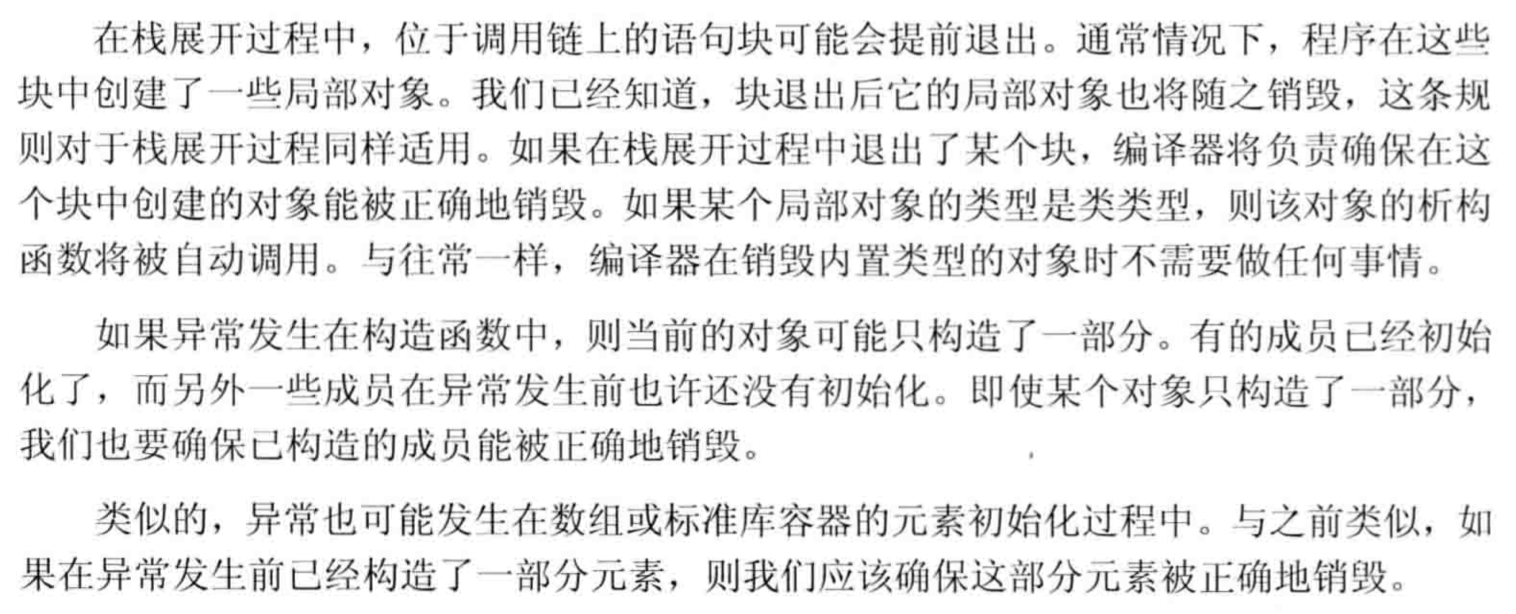 在栈展开过程中，位于调用链上的语句块可能会提前退出。通常情况下，程序在这些
块中创建了一些局部对象。我们已经知道，块退出后它的局部对象也将随之销毁，这条规
则对于栈展开过程同样适用。如果在栈展开过程中退出了某个块，编译器将负责确保在这
个块中创建的对象能被正确地销毁。如果某个局部对象的类型是类类型，则该对象的析构
函数将被自动调用。与往常一样，编译器在销毁内置类型的对象时不需要做任何事情。
如果异常发生在构造函数中，则当前的对象可能只构造了一部分。有的成员已经初始
化了，而另外一些成员在异常发生前也许还没有初始化。即使某个对象只构造了一部分，
我们也要确保已构造的成员能被正确地销毁。
类似的，异常也可能发生在数组或标准库容器的元素初始化过程中。与之前类似，如
果在异常发生前已经构造了一部分元素，则我们应该确保这部分元素被正确地销毁。